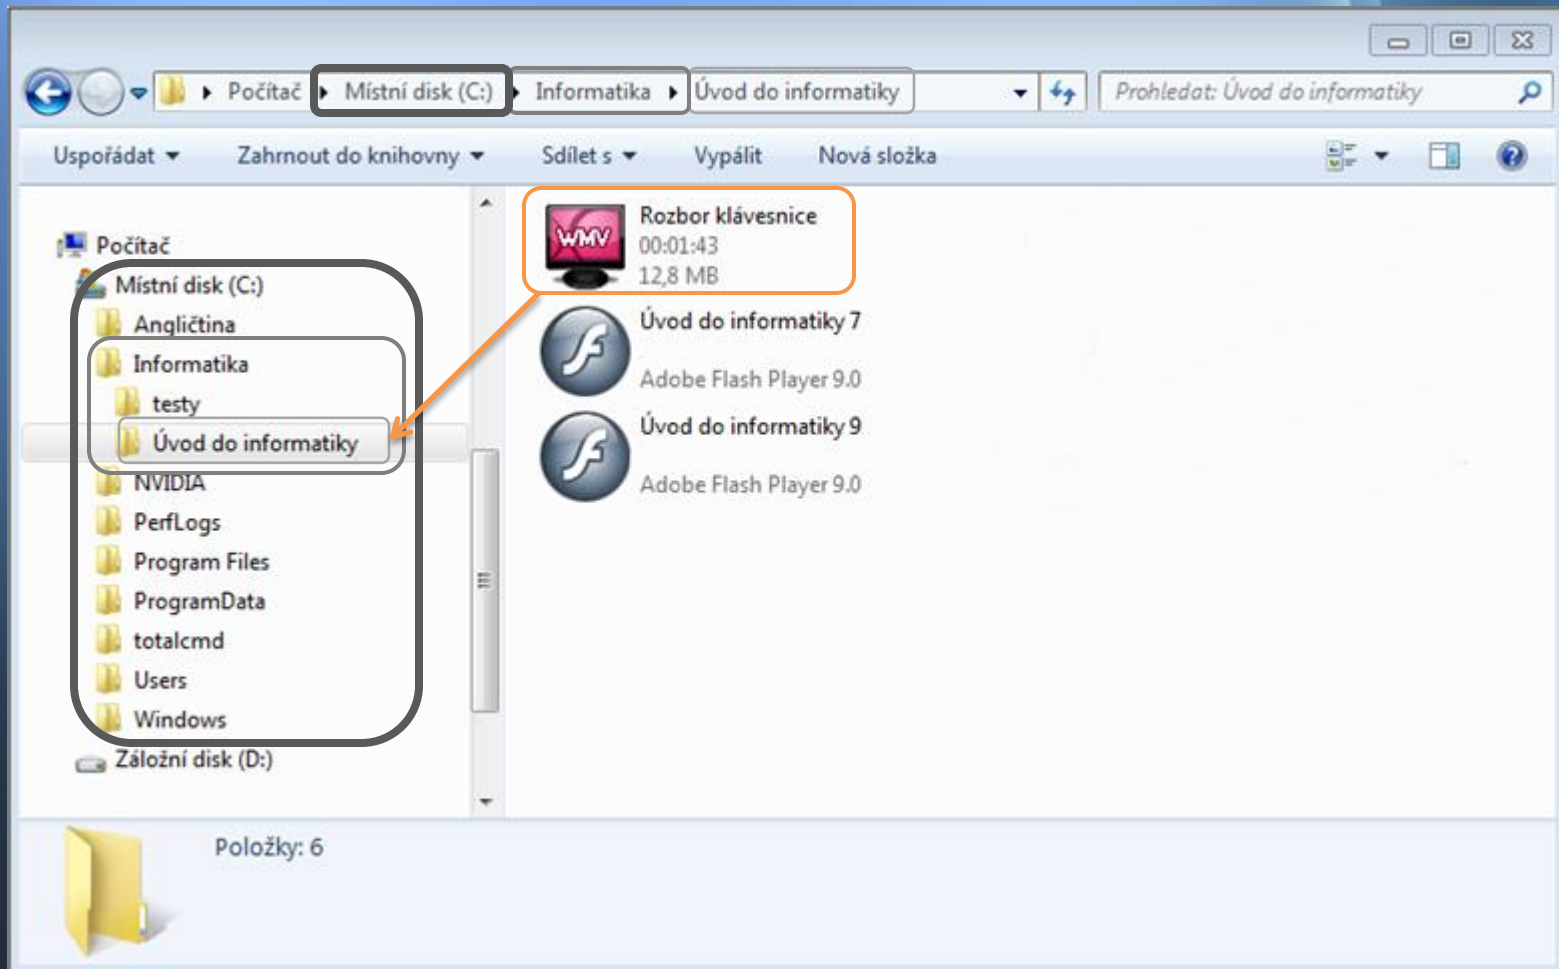 Počítač Místní disk (C:) Informatika Úvod do informatiky Prohledat: Úvod do informatiky
Uspořádat Zahrnout do knihovny Sdílet s Vypálit Nová složka
Počítač
Místní disk (C:)
Angličtina
Informatika
testy
Úvod do informatiky
NVIDIA
PerfLogs
Program Files
ProgramData
totalcmd
Users
Windows
Záložní disk (D:)
WMV
Rozbor klávesnice
00:01:43
12,8 MB
Úvod do informatiky 7
Adobe Flash Player 9.0
Úvod do informatiky 9
Adobe Flash Player 9.0
Položky: 6